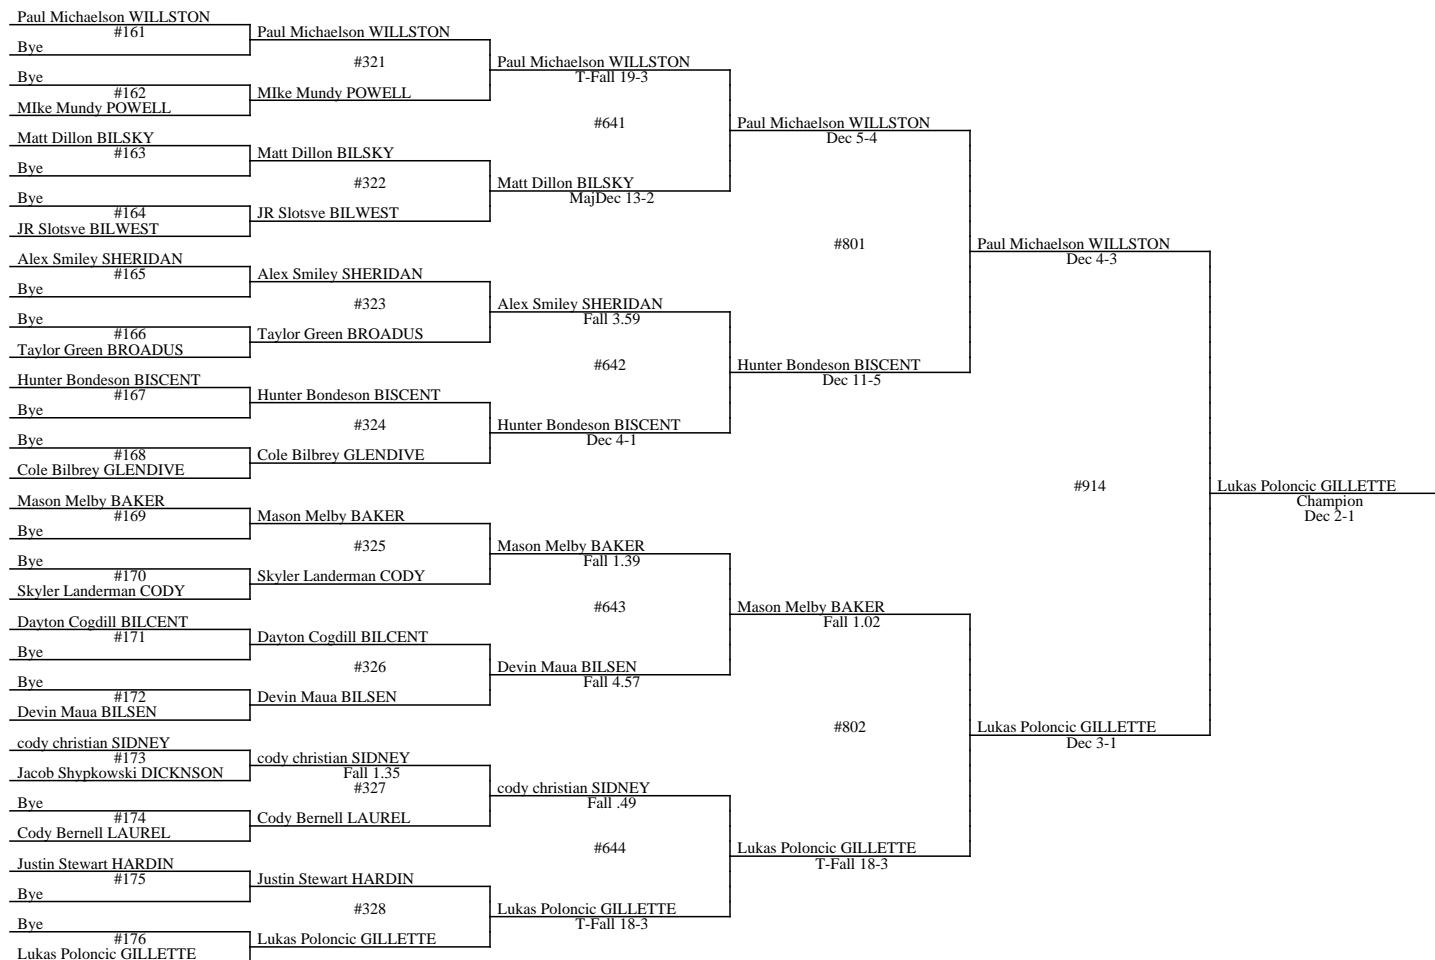 Paul Michaelson WILLSTON
#161
Bye
Bye
#162
MIke Mundy POWELL
Matt Dillon BILSKY
#163
Bye
Bye
#164
JR Slotsve BILWEST
Alex Smiley SHERIDAN
#165
Bye
Bye
#166
Taylor Green BROADUS
Hunter Bondeson BISCENT
#167
Bye
Bye
#168
Cole Bilbrey GLENDIVE
Mason Melby BAKER
#169
Bye
Bye
#170
Skyler Landerman CODY
Dayton Cogdill BILCENT
#171
Bye
Bye
#172
Devin Maua BILSEN
cody christian SIDNEY
#173
Jacob Shypkowski DICKNSON
Bye
#174
Cody Bernell LAUREL
Justin Stewart HARDIN
#175
Bye
Bye
#176
Lukas Poloncic GILLETTE
Paul Michaelson WILLSTON
#321
MIke Mundy POWELL
Matt Dillon BILSKY
#322
JR Slotsve BILWEST
Alex Smiley SHERIDAN
#323
Taylor Green BROADUS
Hunter Bondeson BISCENT
#324
Cole Bilbrey GLENDIVE
Mason Melby BAKER
#325
Skyler Landerman CODY
Dayton Cogdill BILCENT
#326
Devin Maua BILSEN
cody christian SIDNEY
Fall 1.35
#327
Cody Bernell LAUREL
Justin Stewart HARDIN
#328
Lukas Poloncic GILLETTE
Paul Michaelson WILLSTON
T-Fall 19-3
#641
Matt Dillon BILSKY
MajDec 13-2
Alex Smiley SHERIDAN
Fall 3.59
#642
Hunter Bondeson BISCENT
Dec 4-1
Mason Melby BAKER
Fall 1.39
#643
Devin Maua BILSEN
Fall 4.57
cody christian SIDNEY
Fall .49
#644
Lukas Poloncic GILLETTE
T-Fall 18-3
Paul Michaelson WILLSTON
Dec 5-4
#801
Hunter Bondeson BISCENT
Dec 11-5
Mason Melby BAKER
Fall 1.02
#802
Lukas Poloncic GILLETTE
T-Fall 18-3
Paul Michaelson WILLSTON
Dec 4-3
#914
Lukas Poloncic GILLETTE
Dec 3-1
Lukas Poloncic GILLETTE
Champion
Dec 2-1